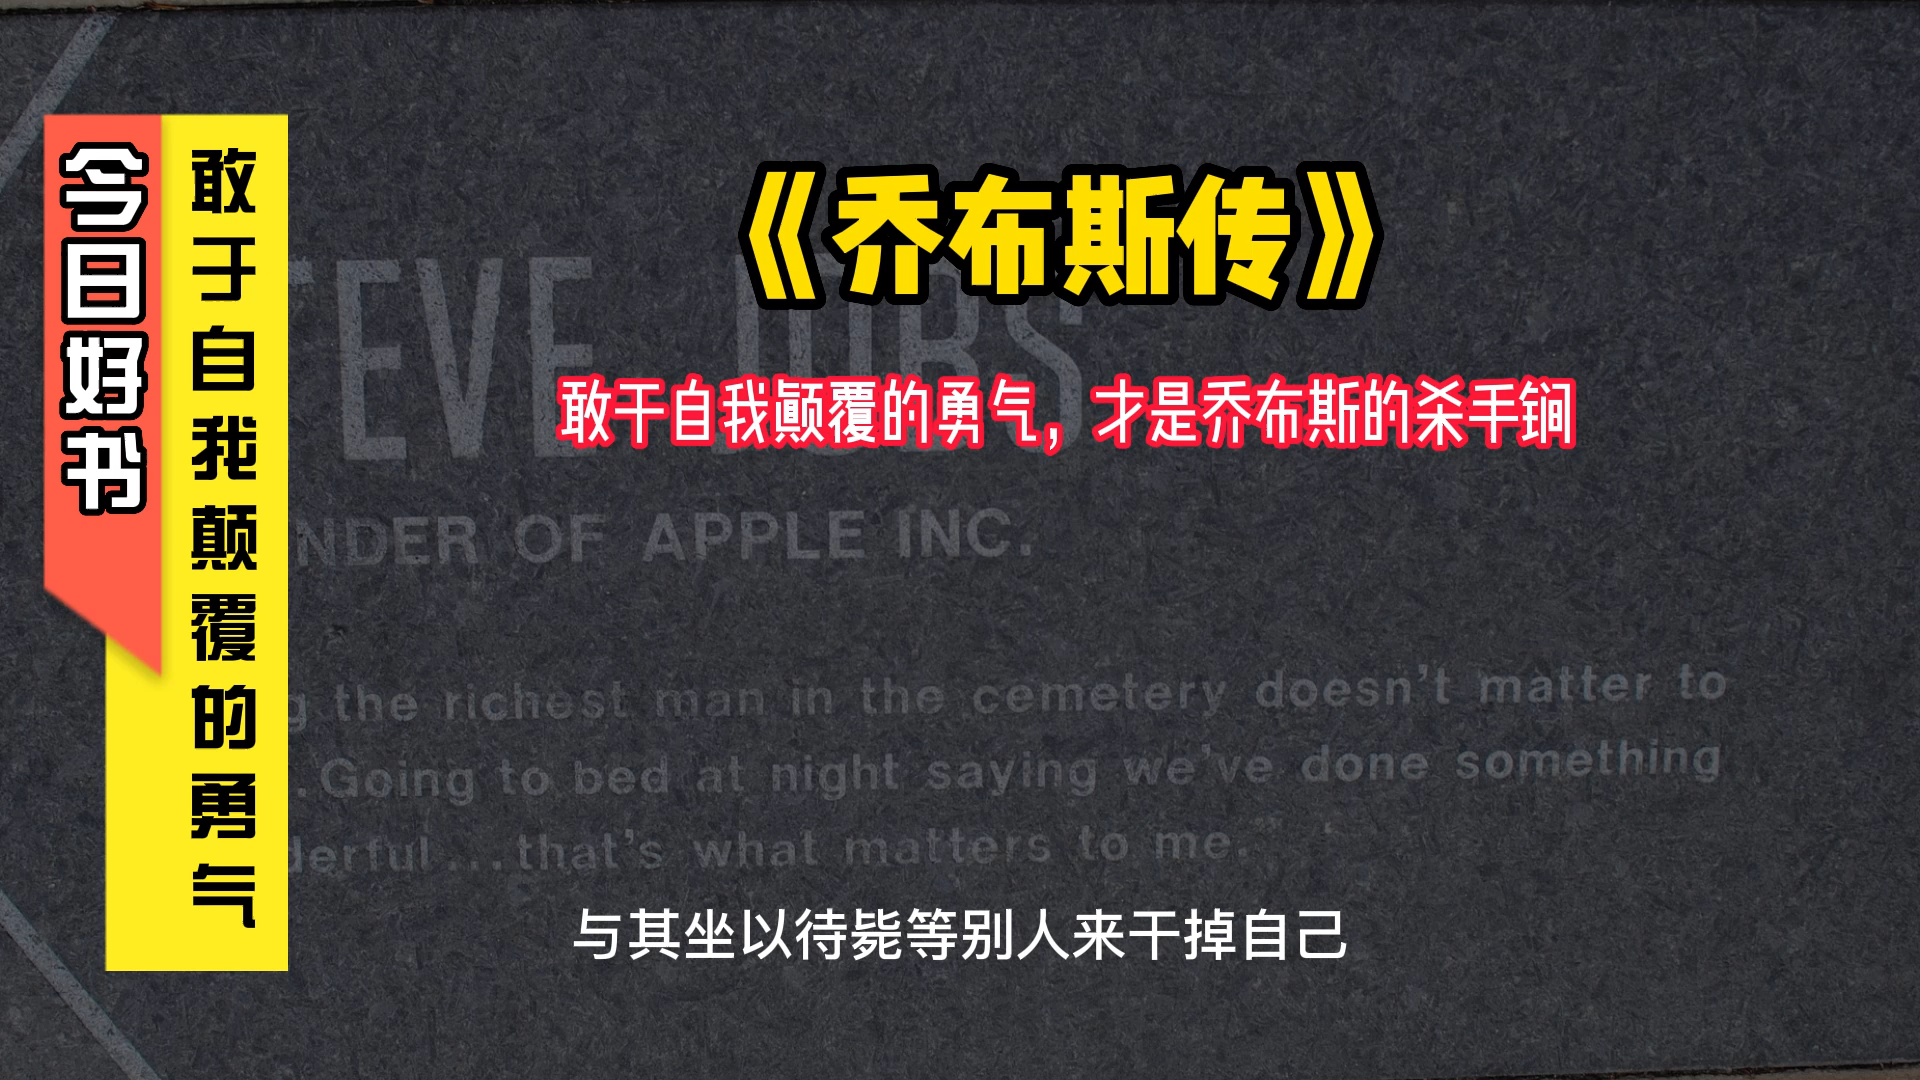 今日好书
敢于自我颠覆的勇气
《乔布斯传》
敢于自我颠覆的勇气，才是乔布斯的杀手锏
TEVE JOBS
NDER OF APPLE INC.
g the richest man in the cemetery doesn't matter to
. Going to bed at night saying we've done something
derful...that's what matters to me.
与其坐以待毙等别人来干掉自己